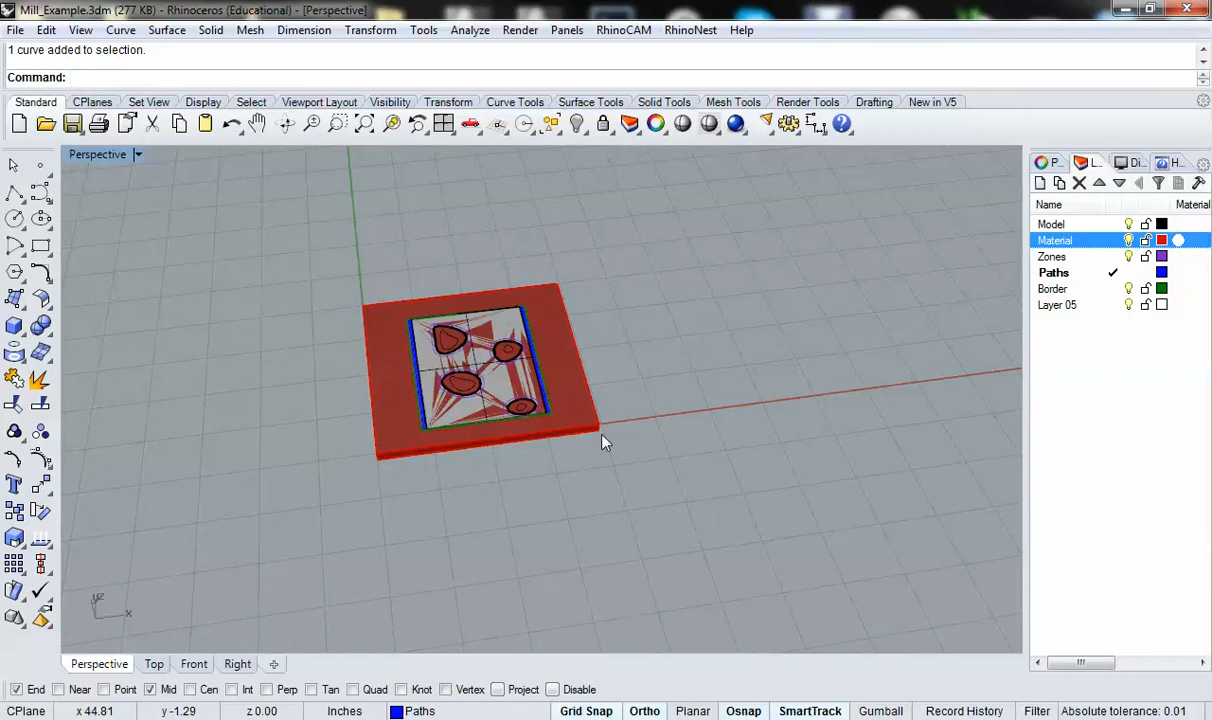 Mill_Example.3dm (277 KB) - Rhinoceros (Educational) - [Perspective]
File Edit View Curve Surface Solid Mesh Dimension Transform Tools Analyze Render Panels RhinoCAM RhinoNest Help
1 curve added to selection.
Command:
Standard CPlanes Set View Display Select Viewport Layout Visibility Transform Curve Tools Surface Tools Solid Tools Mesh Tools Render Tools Drafting New in V5
Perspective
P... L... Di... H...
Name Material
Model
Material
Zones
Paths
Border
Layer 05
y
x
Perspective Top Front Right
End Near Point Mid Cen Int Perp Tan Quad Knot Vertex Project Disable
CPlane x 44.81 y -1.29 z 0.00 Inches Paths Grid Snap Ortho Planar Osnap SmartTrack Gumball Record History Filter Absolute tolerance: 0.01